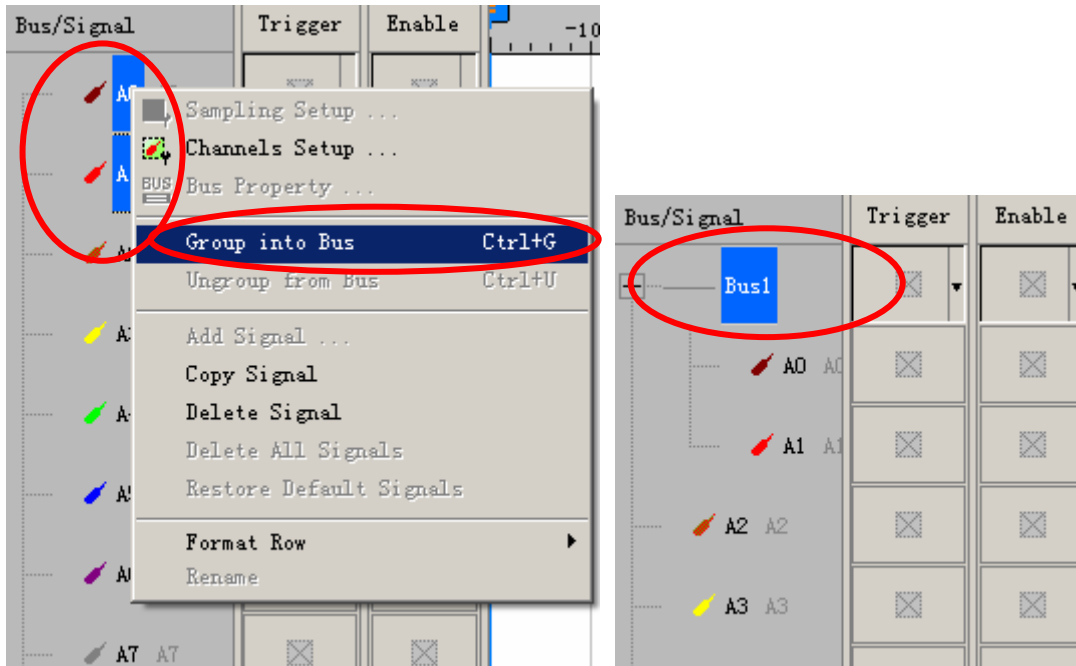 Bus/Signal Trigger Enable -10
Sampling Setup ...
Channels Setup ...
BUS Bus Property ...
Group into Bus Ctrl+G
Ungroup from Bus Ctrl+U
Add Signal ...
Copy Signal
Delete Signal
Delete All Signals
Restore Default Signals
Format Row
Rename
A7 A7
Bus/Signal Trigger Enable
Bus1
A0 A0
A1 A1
A2 A2
A3 A3